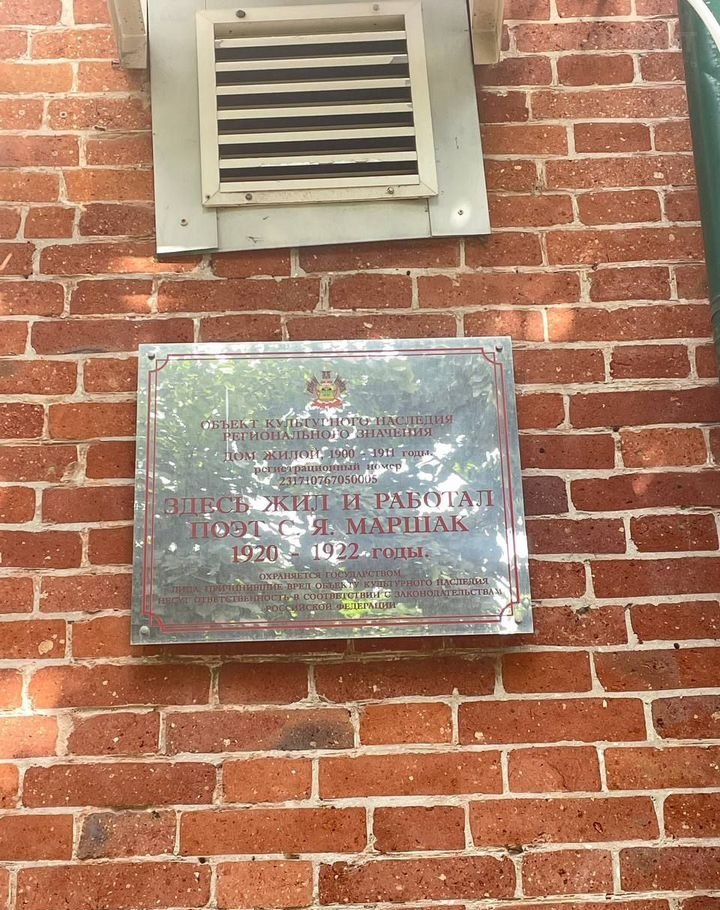 ОБЪЕКТ КУЛЬТУРНОГО НАСЛЕДИЯ
РЕГИОНАЛЬНОГО ЗНАЧЕНИЯ
ДОМ ЖИЛОЙ, 1900 - 1911 годы.
регистрационный номер
231710767050005
ЗДЕСЬ ЖИЛ И РАБОТАЛ
ПОЭТ С. Я. МАРШАК
1920 - 1922 годы.
ОХРАНЯЕТСЯ ГОСУДАРСТВОМ.
ЛИЦА, ПРИЧИНИВШИЕ ВРЕД ОБЪЕКТУ КУЛЬТУРНОГО НАСЛЕДИЯ
НЕСУТ ОТВЕТСТВЕННОСТЬ В СООТВЕТСТВИИ С ЗАКОНОДАТЕЛЬСТВАМ
РОССИЙСКОЙ ФЕДЕРАЦИИ